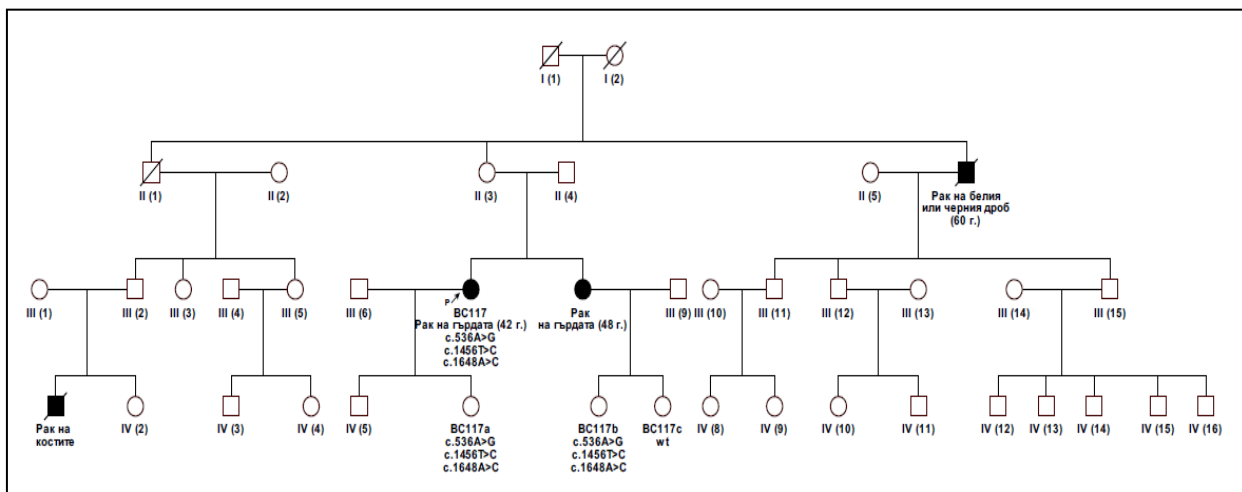 I (1)
I (2)
II (1)
II (2)
II (3)
II (4)
II (5)
Рак на белия
или черния дроб
(60 г.)
III (1)
III (2)
III (3)
III (4)
III (5)
III (6)
P
BC117
Рак на гърдата (42 г.)
c.536A>G
c.1456T>C
c.1648A>C
Рак
на гърдата (48 г.)
III (9)
III (10)
III (11)
III (12)
III (13)
III (14)
III (15)
Рак на
костите
IV (2)
IV (3)
IV (4)
IV (5)
BC117a
c.536A>G
c.1456T>C
c.1648A>C
BC117b
c.536A>G
c.1456T>C
c.1648A>C
BC117c
wt
IV (8)
IV (9)
IV (10)
IV (11)
IV (12)
IV (13)
IV (14)
IV (15)
IV (16)